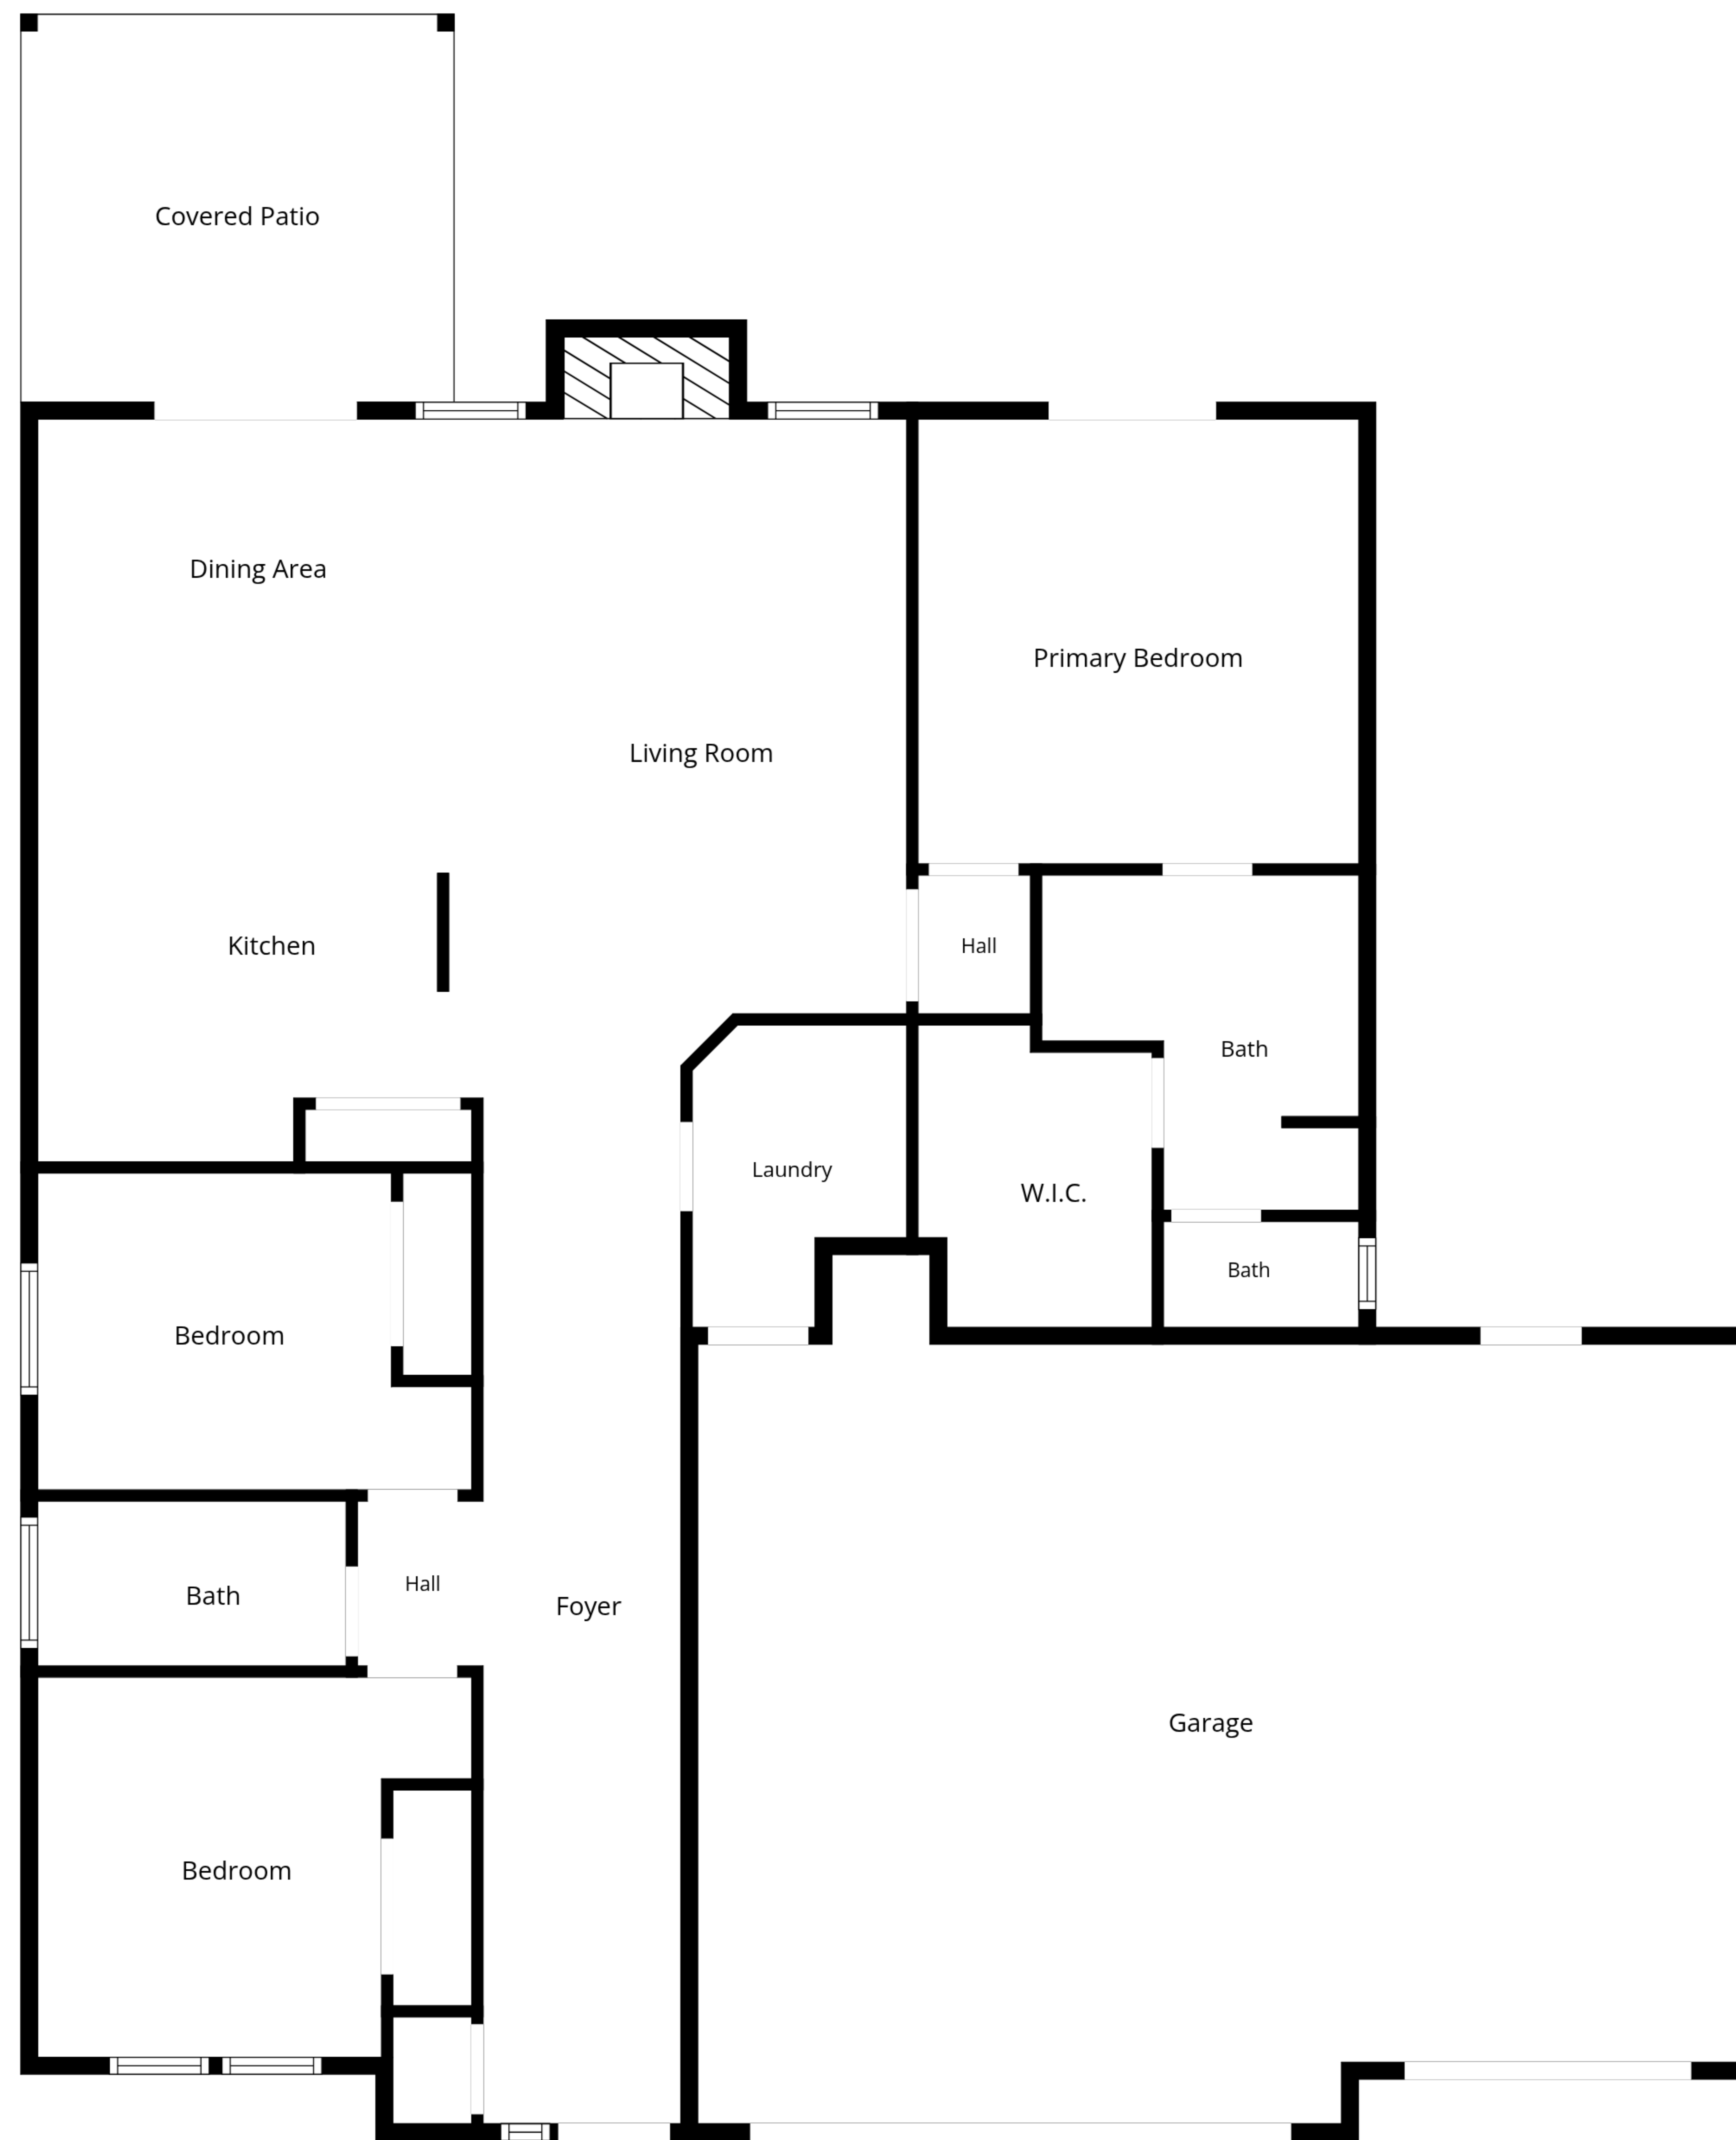 Covered Patio
Dining Area
Primary Bedroom
Living Room
Kitchen
Hall
Bath
Laundry
W.I.C.
Bath
Bedroom
Hall
Bath
Foyer
Garage
Bedroom